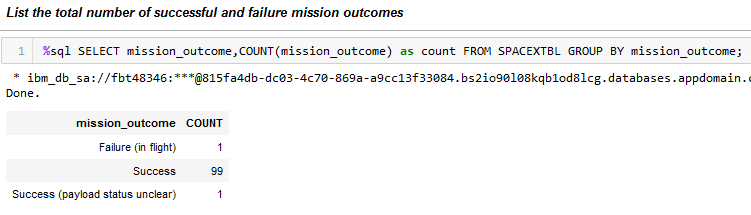 List the total number of successful and failure mission outcomes
1 %sql SELECT mission_outcome,COUNT(mission_outcome) as count FROM SPACEXTBL GROUP BY mission_outcome;
* ibm_db_sa://fbt48346:***@815fa4db-dc03-4c70-869a-a9cc13f33084.bs2io90l08kqb1od8lcg.databases.appdomain.c
Done.
mission_outcome COUNT
Failure (in flight) 1
Success 99
Success (payload status unclear) 1